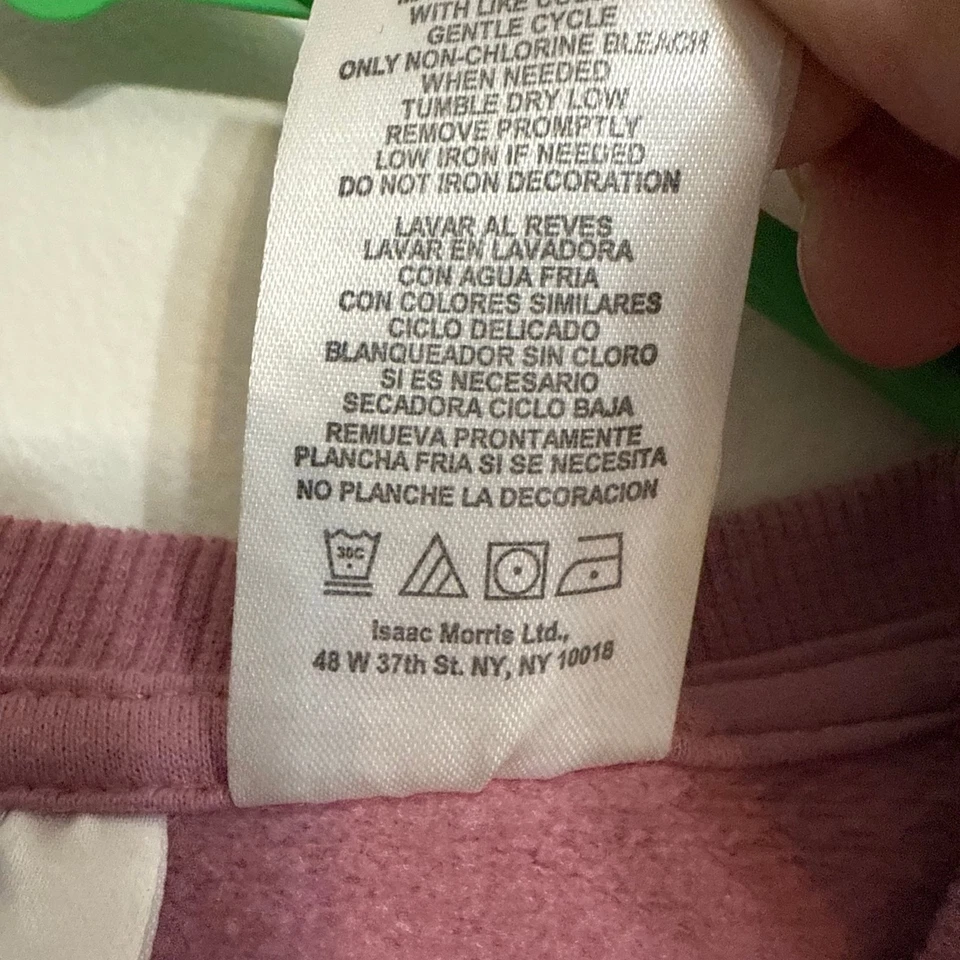 WITH LIKE
GENTLE CYCLE
ONLY NON-CHLORINE BLEACH
WHEN NEEDED
TUMBLE DRY LOW
REMOVE PROMPTLY
LOW IRON IF NEEDED
DO NOT IRON DECORATION
LAVAR AL REVES
LAVAR EN LAVADORA
CON AGUA FRIA
CON COLORES SIMILARES
CICLO DELICADO
BLANQUEADOR SIN CLORO
SI ES NECESARIO
SECADORA CICLO BAJA
REMUEVA PRONTAMENTE
PLANCHA FRIA SI SE NECESITA
NO PLANCHE LA DECORACION
30C
Isaac Morris Ltd.,
48 W 37th St. NY, NY 10018